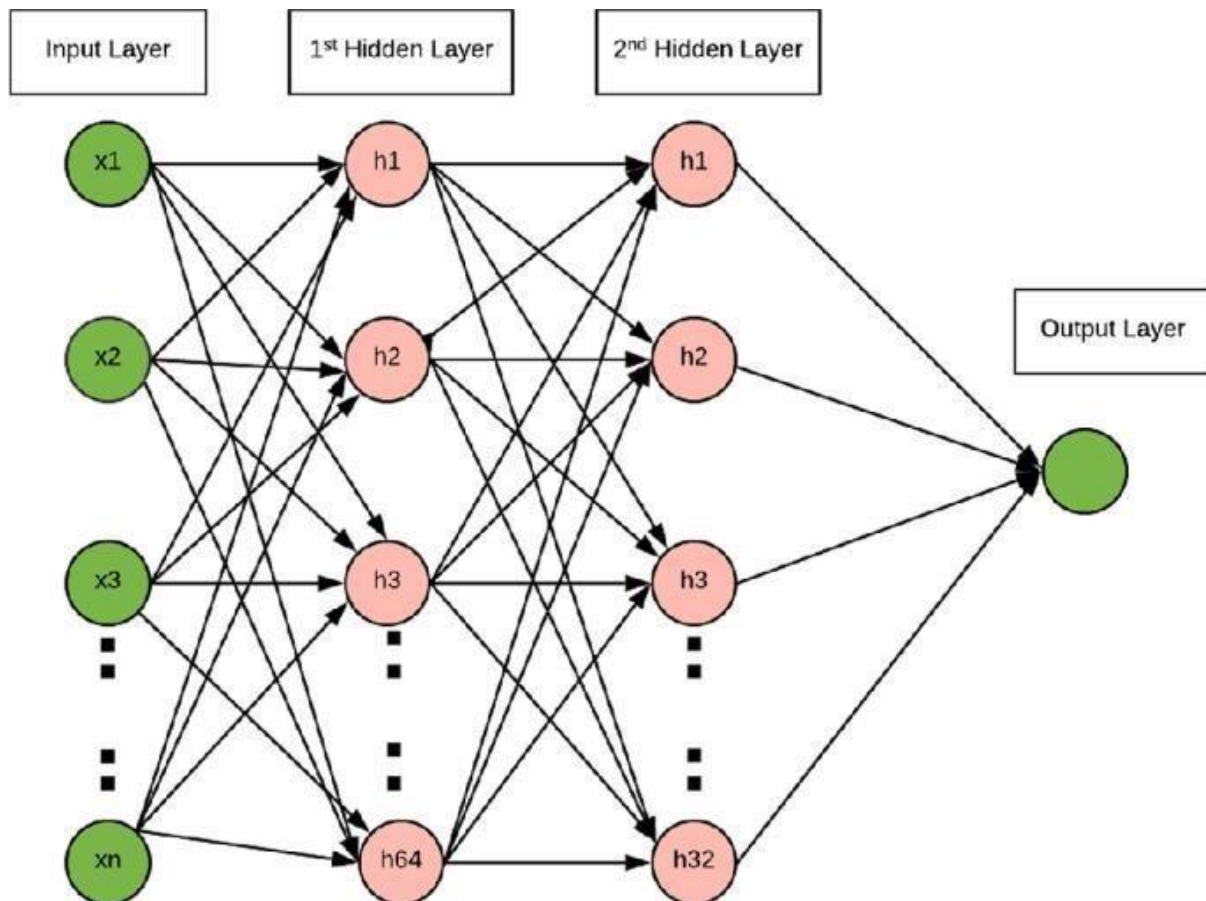 Input Layer
1st Hidden Layer
2nd Hidden Layer
x1
h1
h1
x2
h2
h2
Output Layer
x3
h3
h3
xn
h64
h32